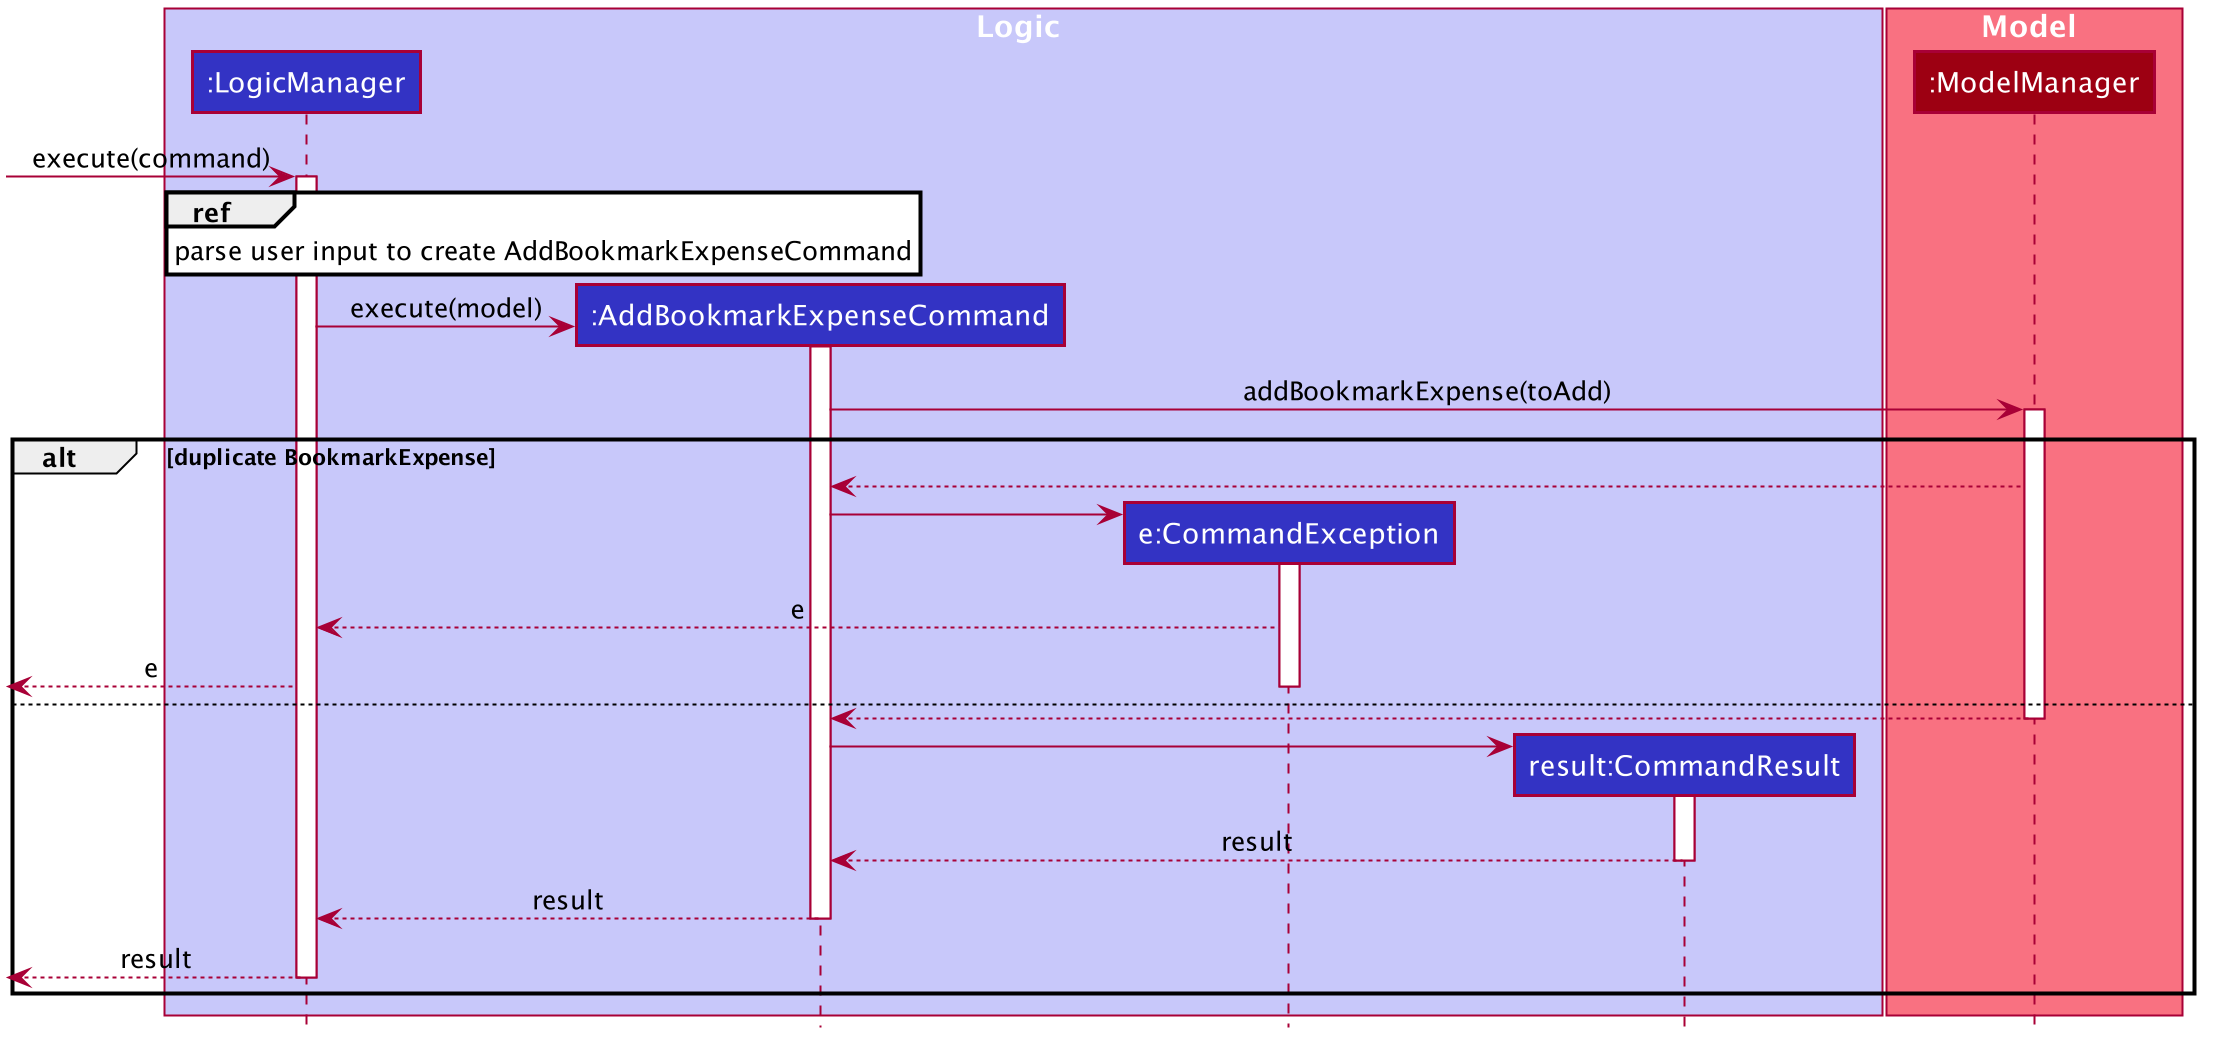 Logic
Model
:LogicManager
:ModelManager
execute(command)
ref
parse user input to create AddBookmarkExpenseCommand
execute(model)
:AddBookmarkExpenseCommand
addBookmarkExpense(toAdd)
alt
[duplicate BookmarkExpense]
e:CommandException
e
e
result:CommandResult
result
result
result